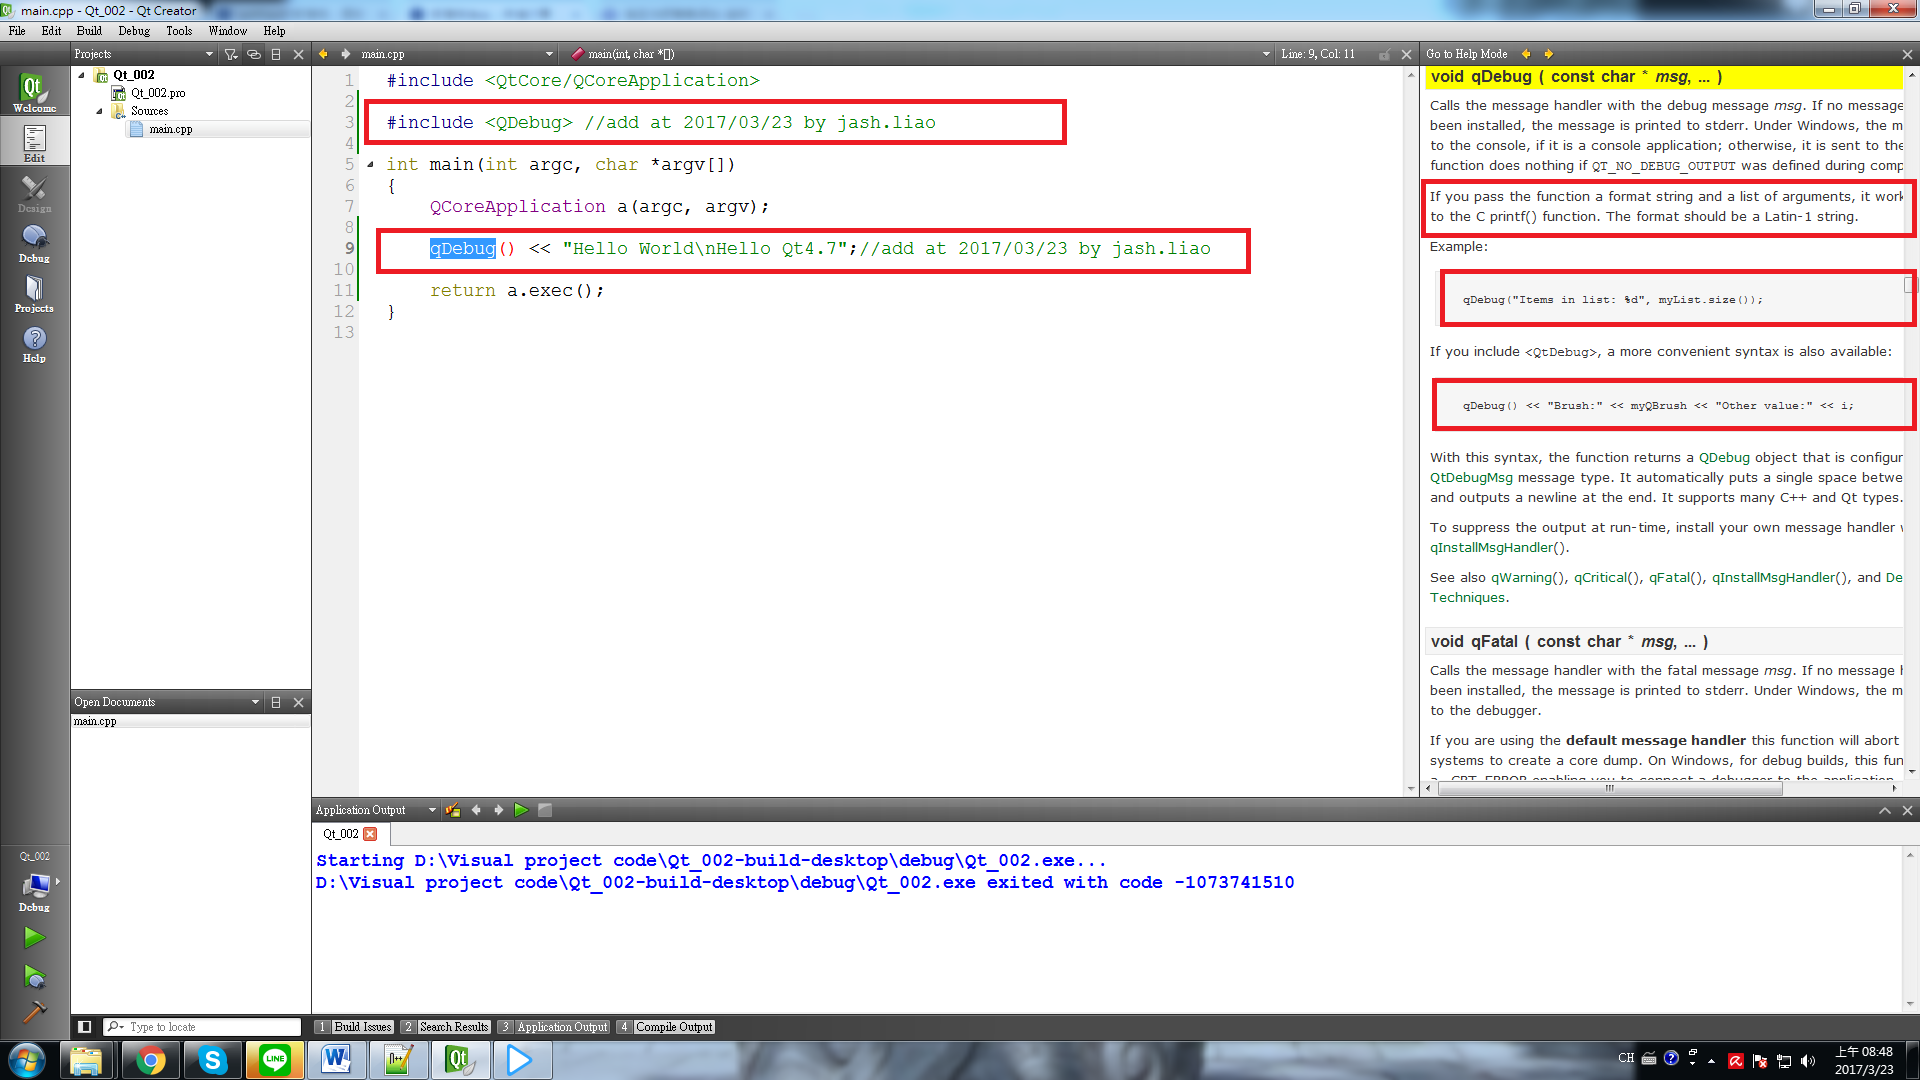 main.cpp - Qt_002 - Qt Creator
File Edit Build Debug Tools Window Help
Projects
main.cpp
main(int, char *[])
Line: 9, Col: 11
Go to Help Mode
Qt_002
Qt_002.pro
Sources
main.cpp
Welcome
Edit
Design
Debug
Projects
Help
1 #include <QtCore/QCoreApplication>
2
3 #include <QDebug> //add at 2017/03/23 by jash.liao
4
5 int main(int argc, char *argv[])
6 {
7 QCoreApplication a(argc, argv);
8
9 qDebug() << "Hello World\nHello Qt4.7";//add at 2017/03/23 by jash.liao
10
11 return a.exec();
12 }
13
void qDebug ( const char * msg, ... )
Calls the message handler with the debug message msg. If no message
been installed, the message is printed to stderr. Under Windows, the m
to the console, if it is a console application; otherwise, it is sent to the
function does nothing if QT_NO_DEBUG_OUTPUT was defined during comp
If you pass the function a format string and a list of arguments, it work
to the C printf() function. The format should be a Latin-1 string.
Example:
qDebug("Items in list: %d", myList.size());
If you include <QtDebug>, a more convenient syntax is also available:
qDebug() << "Brush:" << myQBrush << "Other value:" << i;
With this syntax, the function returns a QDebug object that is configur
QtDebugMsg message type. It automatically puts a single space betwe
and outputs a newline at the end. It supports many C++ and Qt types.
To suppress the output at run-time, install your own message handler
qInstallMsgHandler().
See also qWarning(), qCritical(), qFatal(), qInstallMsgHandler(), and De
Techniques.
void qFatal ( const char * msg, ... )
Calls the message handler with the fatal message msg. If no message
been installed, the message is printed to stderr. Under Windows, the m
to the debugger.
If you are using the default message handler this function will abort
systems to create a core dump. On Windows, for debug builds, this fun
a _CRT_ERROR enabling you to connect a debugger to the application.
Open Documents
main.cpp
Application Output
Qt_002
Starting D:\Visual project code\Qt_002-build-desktop\debug\Qt_002.exe...
D:\Visual project code\Qt_002-build-desktop\debug\Qt_002.exe exited with code -1073741510
Qt_002
Debug
Type to locate
1 Build Issues 2 Search Results 3 Application Output 4 Compile Output
CH
上午 08:48
2017/3/23